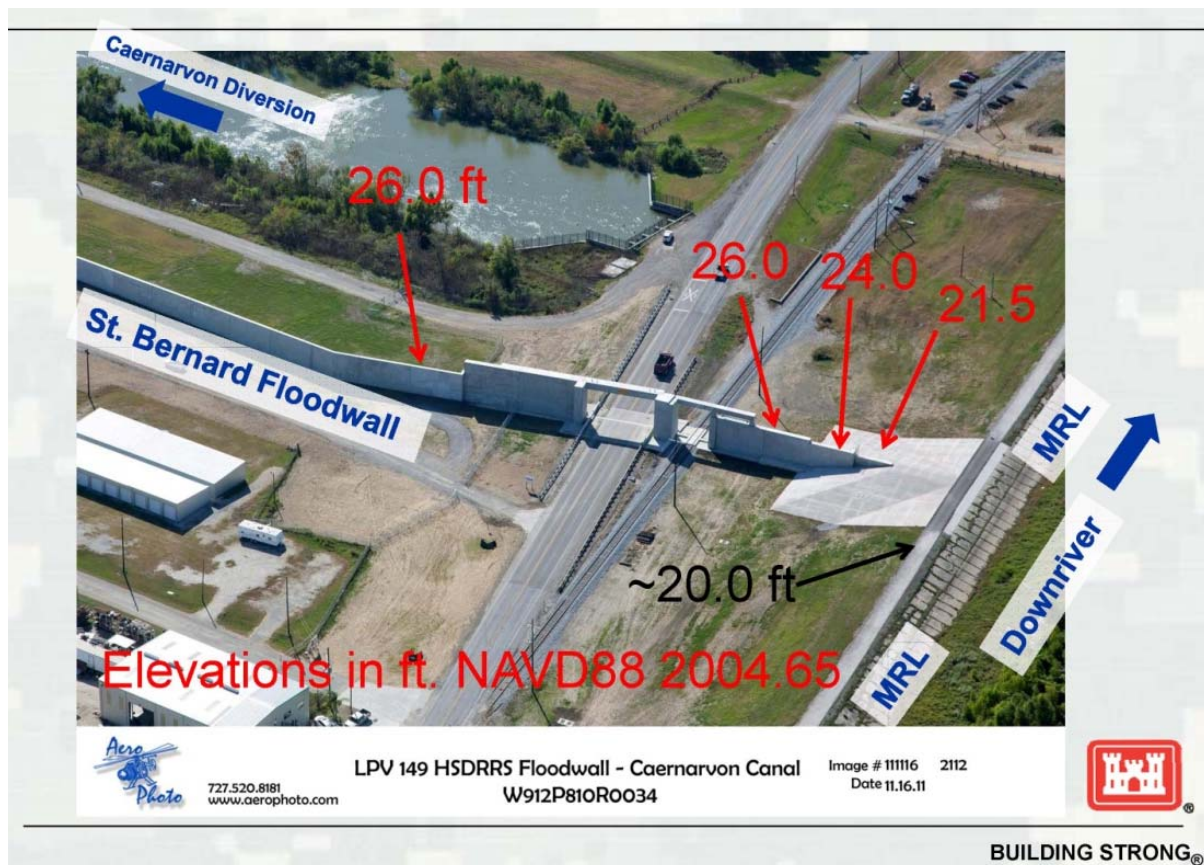 Caernarvon Diversion
26.0 ft
26.0
24.0
21.5
St. Bernard Floodwall
MRL
~20.0 ft
Downriver
MRL
Elevations in ft. NAVD88 2004.65
Aero
Photo
727.520.8181
www.aerophoto.com
LPV 149 HSDRRS Floodwall - Caernarvon Canal
W912P810R0034
Image # 111116 2112
Date 11.16.11
®
BUILDING STRONG®